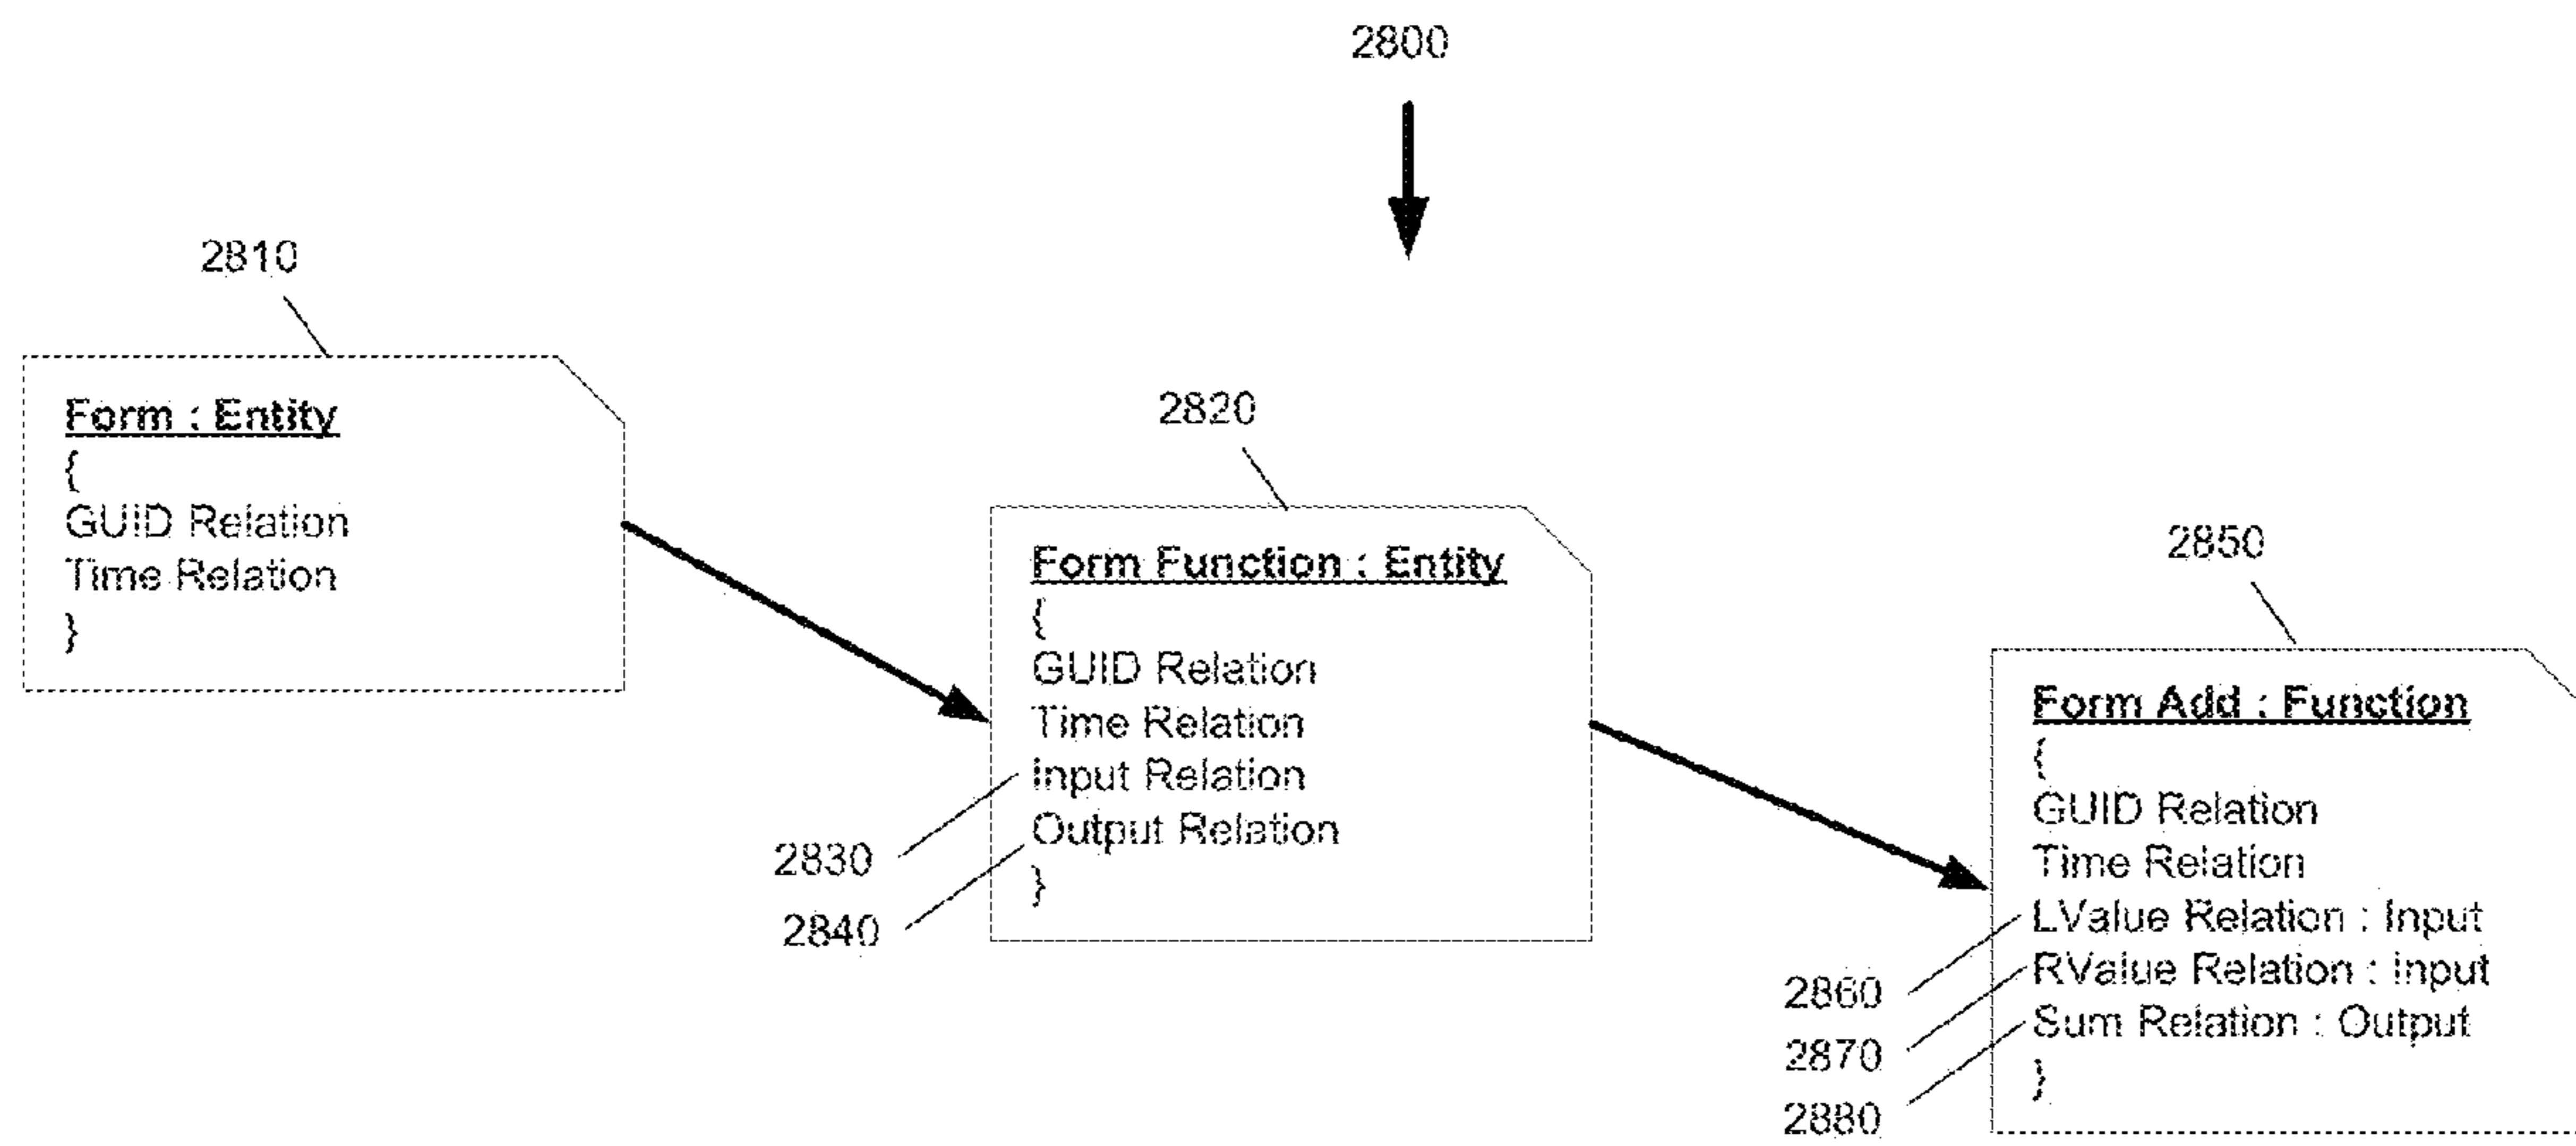 2800
2810
Form : Entity
{
GUID Relation
Time Relation
}
2820
Form Function : Entity
{
GUID Relation
Time Relation
Input Relation
Output Relation
}
2830
2840
2850
Form Add : Function
{
GUID Relation
Time Relation
LValue Relation : Input
RValue Relation : Input
Sum Relation : Output
}
2860
2870
2880